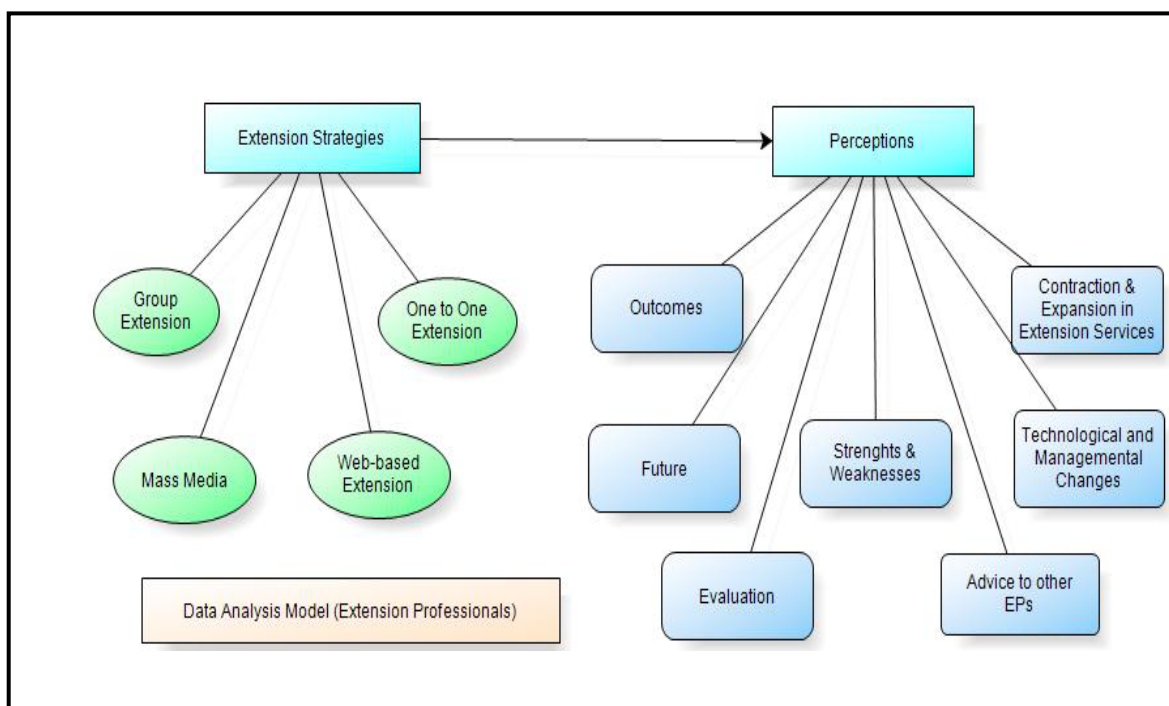 Extension Strategies
Perceptions
Group
Extension
One to One
Extension
Mass Media
Web-based
Extension
Outcomes
Contraction &
Expansion in
Extension Services
Future
Strenghts &
Weaknesses
Technological and
Managemental
Changes
Evaluation
Advice to other
EPs
Data Analysis Model (Extension Professionals)